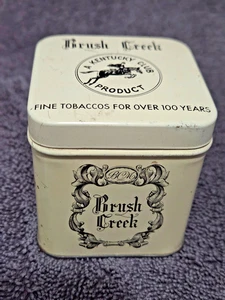 Brush Creek
A KENTUCKY CLUB
PRODUCT
FINE TOBACCOS FOR OVER 100 YEARS
Brush
Creek